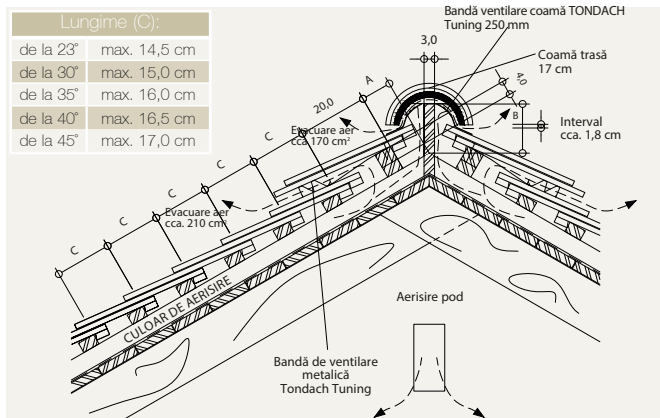 Lungime (C):
de la 23° max. 14,5 cm
de la 30° max. 15,0 cm
de la 35° max. 16,0 cm
de la 40° max. 16,5 cm
de la 45° max. 17,0 cm
Bandă ventilare coamă TONDACH
Tuning 250 mm
3,0
Coamă trasă
17 cm
4,0
A
20,0
B
Interval
cca. 1,8 cm
Evacuare aer
cca 170 cm²
C
C
C
C
Evacuare aer
cca. 210 cm
CULOAR DE AERISIRE
Aerisire pod
Bandă de ventilare
metalică
Tondach Tuning